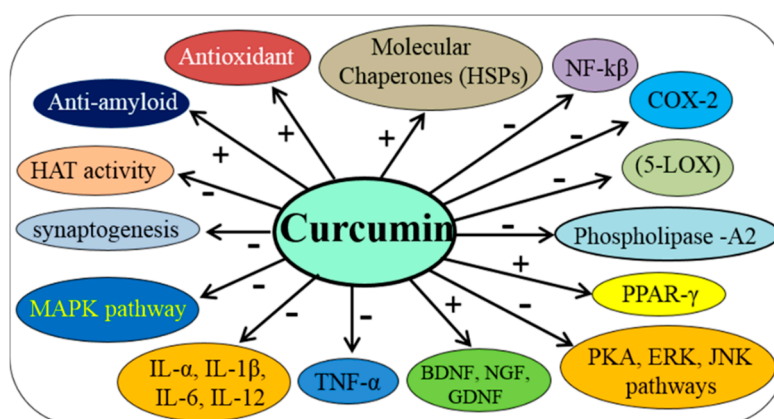 Antioxidant
Molecular
Chaperones (HSPs)
NF-kβ
COX-2
Anti-amyloid
HAT activity
(5-LOX)
synaptogenesis
Curcumin
Phospholipase -A2
MAPK pathway
PPAR-γ
IL-α, IL-1β,
IL-6, IL-12
TNF-α
BDNF, NGF,
GDNF
PKA, ERK, JNK
pathways
+
+
+
-
-
-
-
+
-
+
-
-
-
-
-